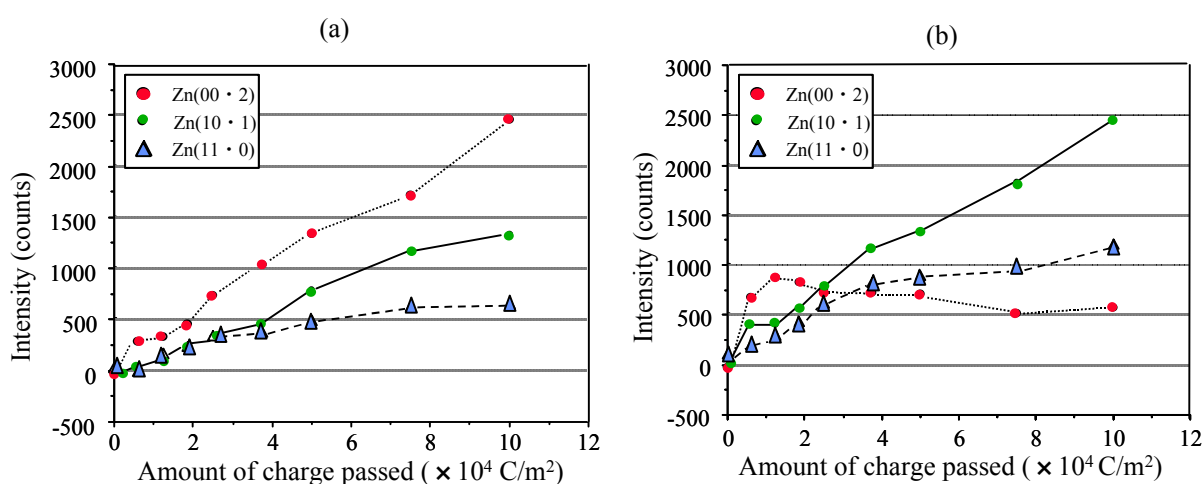 (a)
3000
2500
2000
1500
1000
500
0
-500
Intensity (counts)
Zn(00・2)
Zn(10・1)
Zn(11・0)
0 2 4 6 8 10 12
Amount of charge passed ( × 10⁴ C/m²)
(b)
3000
2500
2000
1500
1000
500
0
-500
Intensity (counts)
Zn(00・2)
Zn(10・1)
Zn(11・0)
0 2 4 6 8 10 12
Amount of charge passed ( × 10⁴ C/m²)